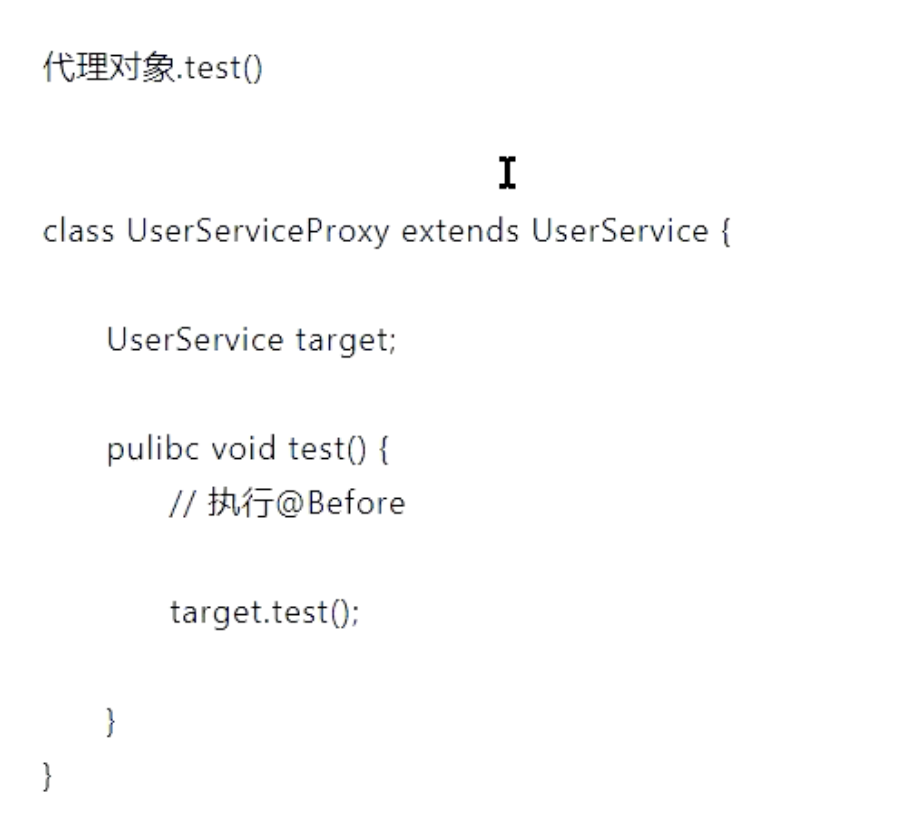 代理对象.test()
class UserServiceProxy extends UserService {
UserService target;
pulibc void test() {
// 执行@Before
target.test();
}
}